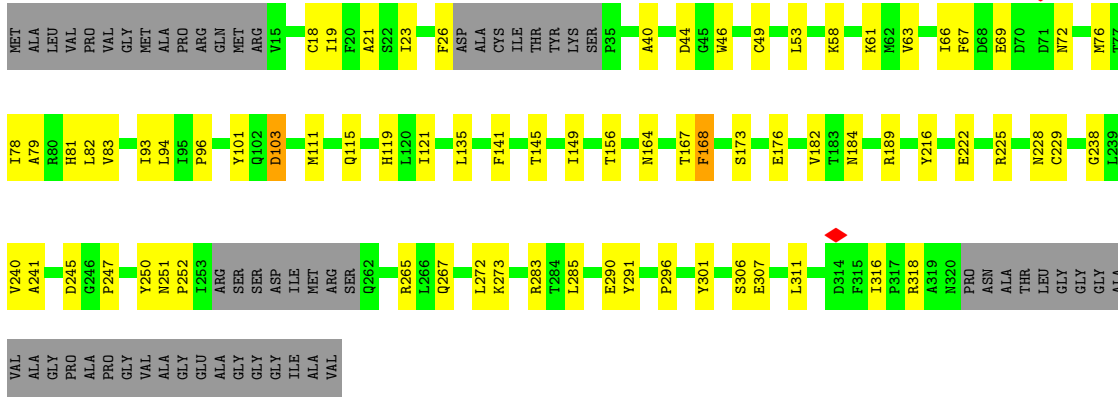 MET ALA LEU VAL PRO VAL GLY MET ALA PRO ARG GLN MET ARG V15 C18 I19 F20 A21 S22 I23 F26 ASP ALA CYS ILE THR TYR LYS SER P35 A40 D44 G45 W46 C49 L53 K58 K61 M62 V63 I66 F67 D68 E69 D70 D71 N72 M76 T77
I78 A79 R80 H81 L82 V83 I93 L94 I95 P96 Y101 Q102 D103 M111 Q115 H119 L120 I121 L135 F141 T145 I149 T156 N164 T167 F168 S173 E176 V182 T183 N184 R189 Y216 E222 R225 N228 C229 G238 L239
V240 A241 D245 G246 P247 Y250 N251 P252 I253 ARG SER SER ASP ILE MET ARG SER Q262 R265 L266 Q267 L272 K273 R283 T284 L285 E290 Y291 P296 Y301 S306 E307 L311 D314 F315 I316 P317 R318 A319 N320 PRO ASN ALA THR LEU GLY GLY GLY ALA
VAL ALA GLY PRO ALA PRO GLY VAL ALA GLY GLU ALA GLY GLY GLY ILE ALA VAL